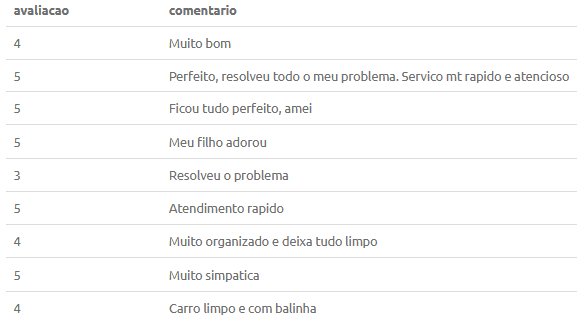 avaliacao comentario
4 Muito bom
5 Perfeito, resolveu todo o meu problema. Servico mt rapido e atencioso
5 Ficou tudo perfeito, amei
5 Meu filho adorou
3 Resolveu o problema
5 Atendimento rapido
4 Muito organizado e deixa tudo limpo
5 Muito simpatica
4 Carro limpo e com balinha